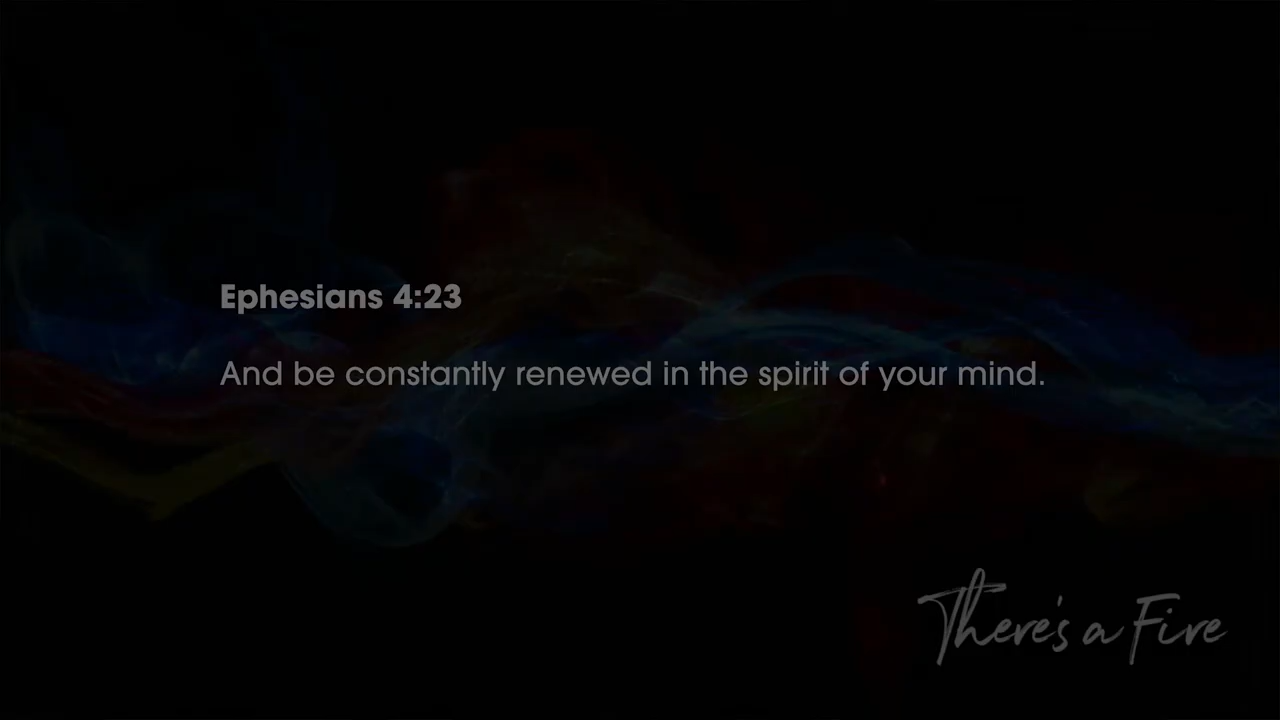 Ephesians 4:23
And be constantly renewed in the spirit of your mind.
There's a Fire